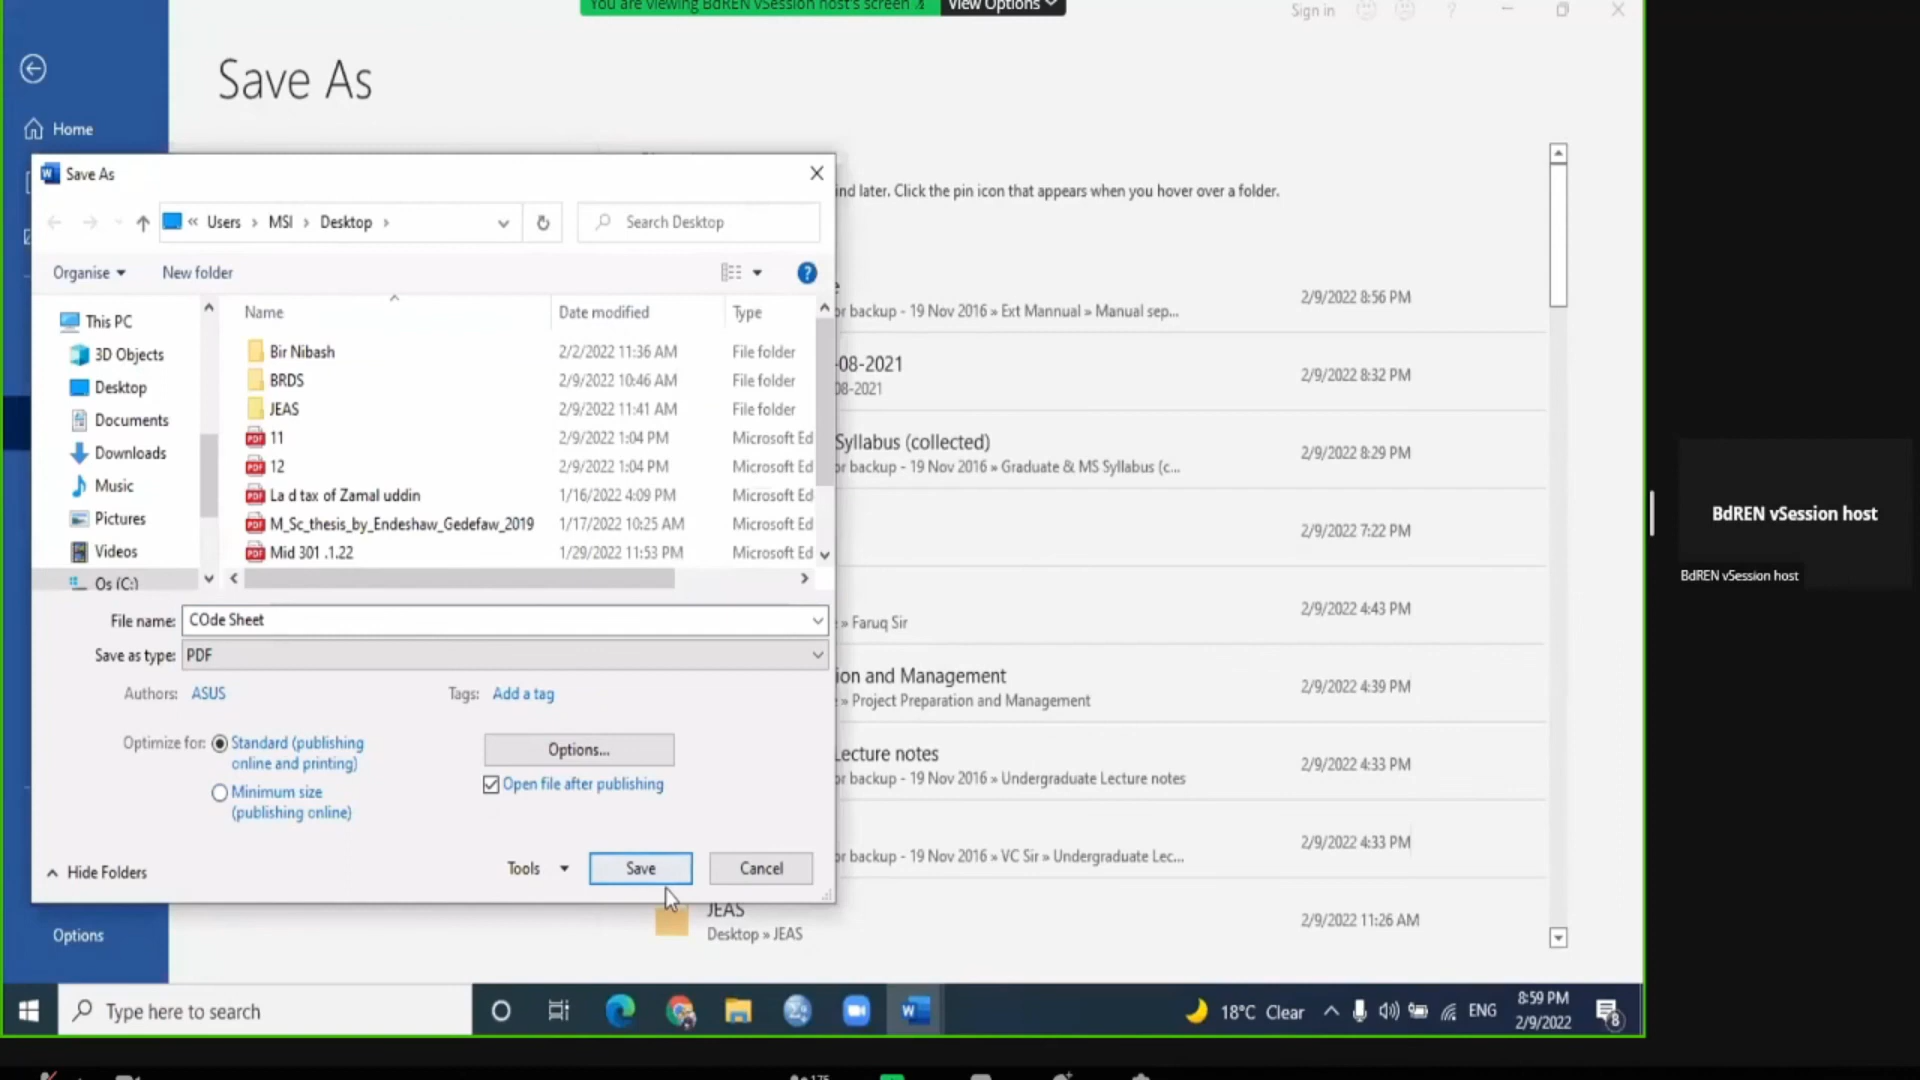 You are viewing BdREN vSession host's screen
View Options
Sign in
Save As
Home
Save As
Users
MSI
Desktop
Search Desktop
nd later. Click the pin icon that appears when you hover over a folder.
Organise
New folder
Name
Date modified
Type
This PC
3D Objects
Desktop
Documents
Downloads
Music
Pictures
Videos
Os (C:)
Bir Nibash 2/2/2022 11:36 AM File folder
BRDS 2/9/2022 10:46 AM File folder
JEAS 2/9/2022 11:41 AM File folder
11 2/9/2022 1:04 PM Microsoft Ed
12 2/9/2022 1:04 PM Microsoft Ed
La d tax of Zamal uddin 1/16/2022 4:09 PM Microsoft Ed
M_Sc_thesis_by_Endeshaw_Gedefaw_2019 1/17/2022 10:25 AM Microsoft Ed
Mid 301 .1.22 1/29/2022 11:53 PM Microsoft Ed
File name: COde Sheet
Save as type: PDF
Authors: ASUS
Tags: Add a tag
Optimize for: Standard (publishing
online and printing)
Minimum size
(publishing online)
Options...
Open file after publishing
Hide Folders
Tools
Save
Cancel
2/9/2022 8:56 PM
or backup - 19 Nov 2016 » Ext Mannual » Manual sep...
-08-2021
08-2021
2/9/2022 8:32 PM
Syllabus (collected)
or backup - 19 Nov 2016 » Graduate & MS Syllabus (c...
2/9/2022 8:29 PM
2/9/2022 7:22 PM
» Faruq Sir
2/9/2022 4:43 PM
ion and Management
» Project Preparation and Management
2/9/2022 4:39 PM
Lecture notes
or backup - 19 Nov 2016 » Undergraduate Lecture notes
2/9/2022 4:33 PM
or backup - 19 Nov 2016 » VC Sir » Undergraduate Lec...
2/9/2022 4:33 PM
JEAS
Desktop » JEAS
2/9/2022 11:26 AM
Options
BdREN vSession host
BdREN vSession host
Type here to search
18°C Clear
ENG
8:59 PM
2/9/2022
8
175